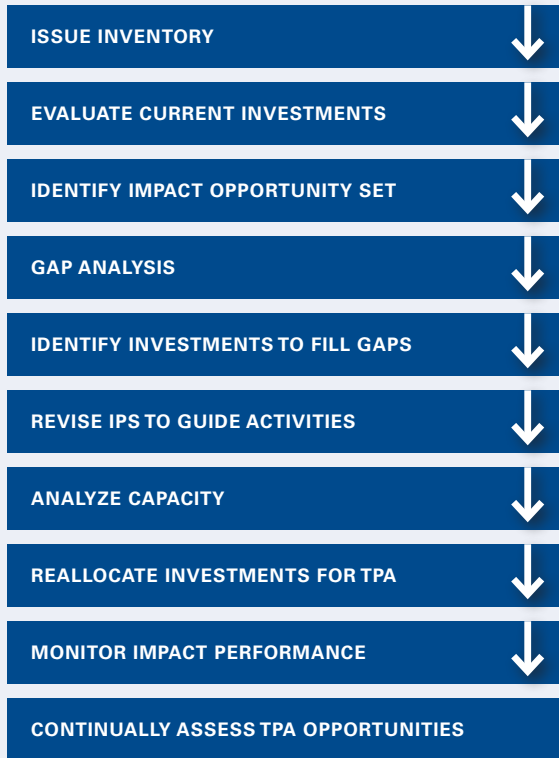 ISSUE INVENTORY
EVALUATE CURRENT INVESTMENTS
IDENTIFY IMPACT OPPORTUNITY SET
GAP ANALYSIS
IDENTIFY INVESTMENTS TO FILL GAPS
REVISE IPS TO GUIDE ACTIVITIES
ANALYZE CAPACITY
REALLOCATE INVESTMENTS FOR TPA
MONITOR IMPACT PERFORMANCE
CONTINUALLY ASSESS TPA OPPORTUNITIES